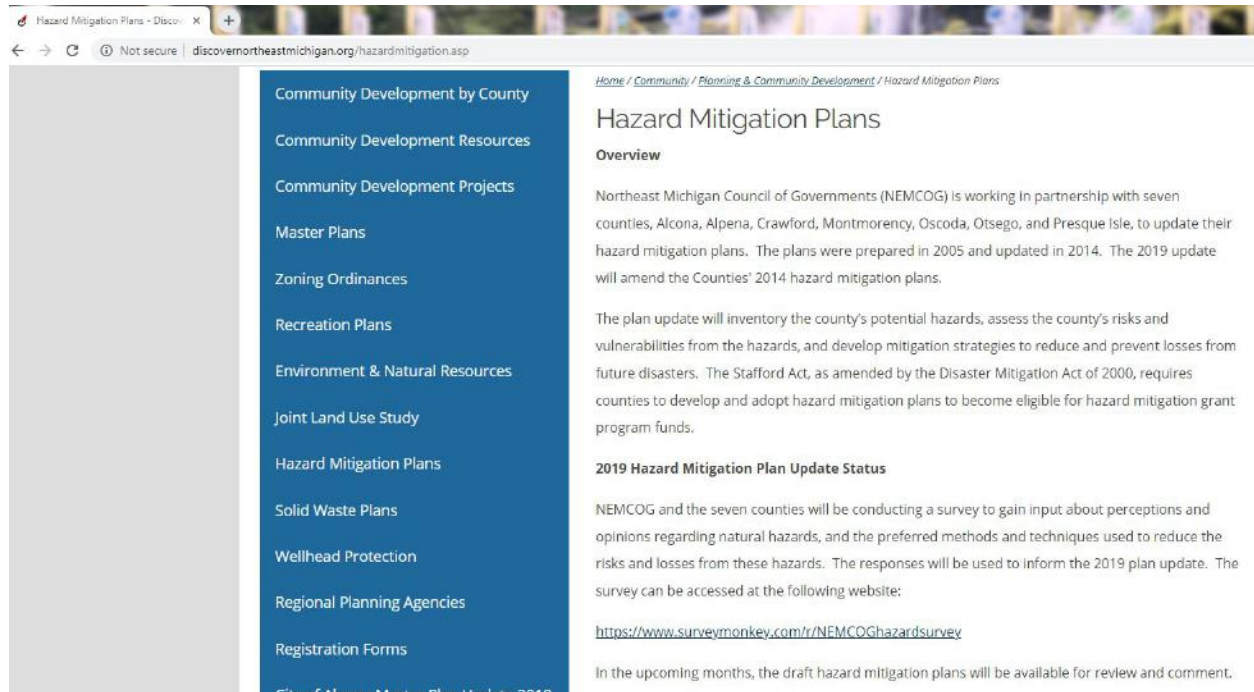 Hazard Mitigation Plans - Disco
Not secure | discovernortheastmichigan.org/hazardmitigation.asp
Community Development by County
Community Development Resources
Community Development Projects
Master Plans
Zoning Ordinances
Recreation Plans
Environment & Natural Resources
Joint Land Use Study
Hazard Mitigation Plans
Solid Waste Plans
Wellhead Protection
Regional Planning Agencies
Registration Forms
Home / Community / Planning & Community Development / Hazard Mitigation Plans
Hazard Mitigation Plans
Overview
Northeast Michigan Council of Governments (NEMCOG) is working in partnership with seven
counties, Alcona, Alpena, Crawford, Montmorency, Oscoda, Otsego, and Presque Isle, to update their
hazard mitigation plans. The plans were prepared in 2005 and updated in 2014. The 2019 update
will amend the Counties' 2014 hazard mitigation plans.
The plan update will inventory the county's potential hazards, assess the county's risks and
vulnerabilities from the hazards, and develop mitigation strategies to reduce and prevent losses from
future disasters. The Stafford Act, as amended by the Disaster Mitigation Act of 2000, requires
counties to develop and adopt hazard mitigation plans to become eligible for hazard mitigation grant
program funds.
2019 Hazard Mitigation Plan Update Status
NEMCOG and the seven counties will be conducting a survey to gain input about perceptions and
opinions regarding natural hazards, and the preferred methods and techniques used to reduce the
risks and losses from these hazards. The responses will be used to inform the 2019 plan update. The
survey can be accessed at the following website:
https://www.surveymonkey.com/r/NEMCOGhazardsurvey
In the upcoming months, the draft hazard mitigation plans will be available for review and comment.